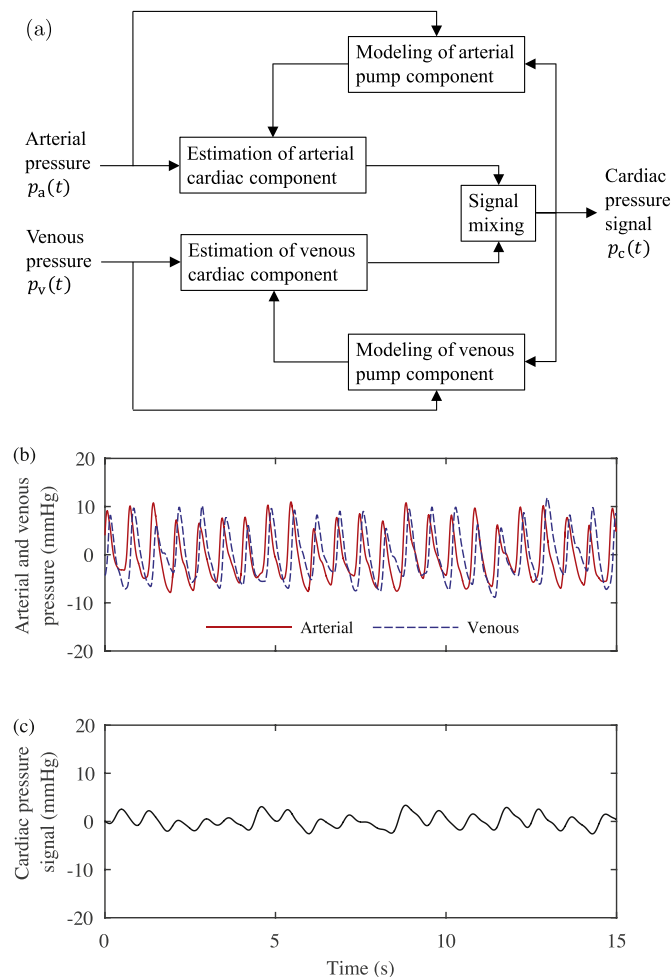 (a)
Modeling of arterial
pump component
Arterial
pressure
pₐ(t)
Estimation of arterial
cardiac component
Signal
mixing
Cardiac
pressure
signal
p_c(t)
Venous
pressure
pᵥ(t)
Estimation of venous
cardiac component
Modeling of venous
pump component
(b)
Arterial and venous
pressure (mmHg)
20
10
0
-10
-20
Arterial
Venous
(c)
Cardiac pressure
signal (mmHg)
20
10
0
-10
-20
0
5
10
15
Time (s)